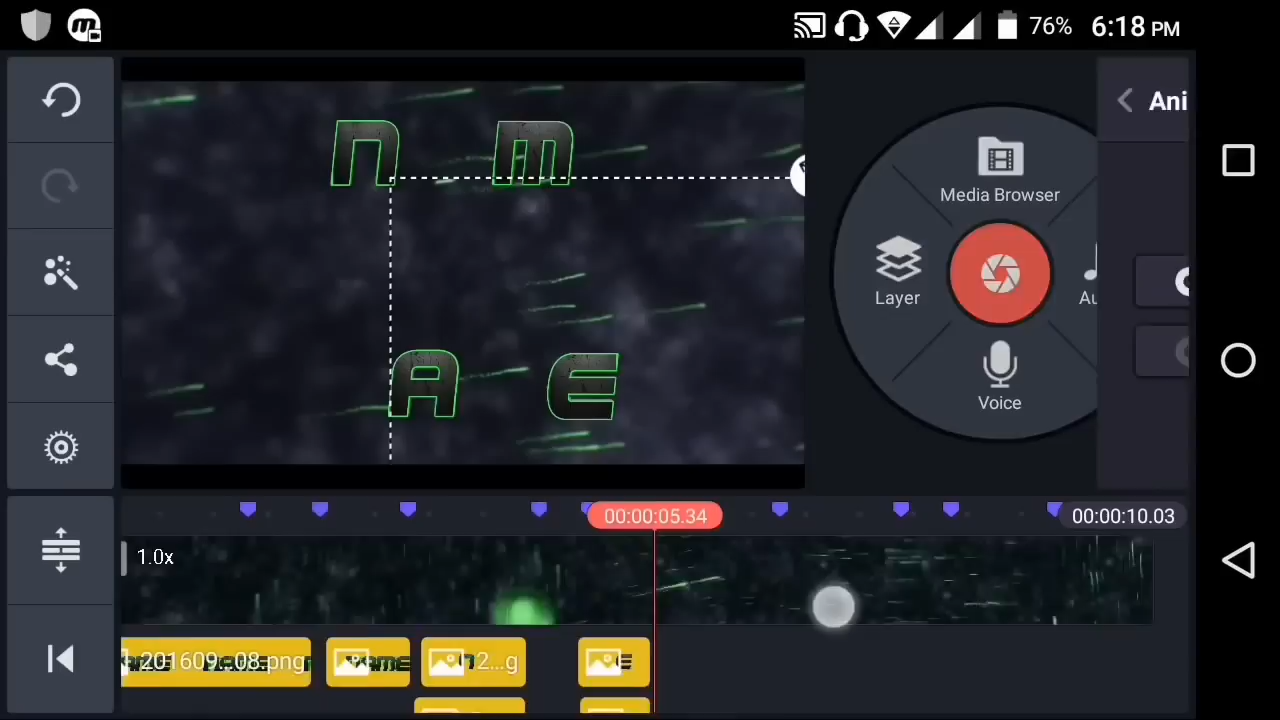 76% 6:18 PM
Ani
N M
A E
Media Browser
Layer
Au
Voice
00:00:05.34
00:00:10.03
1.0x
201609
08.png
2...g
E